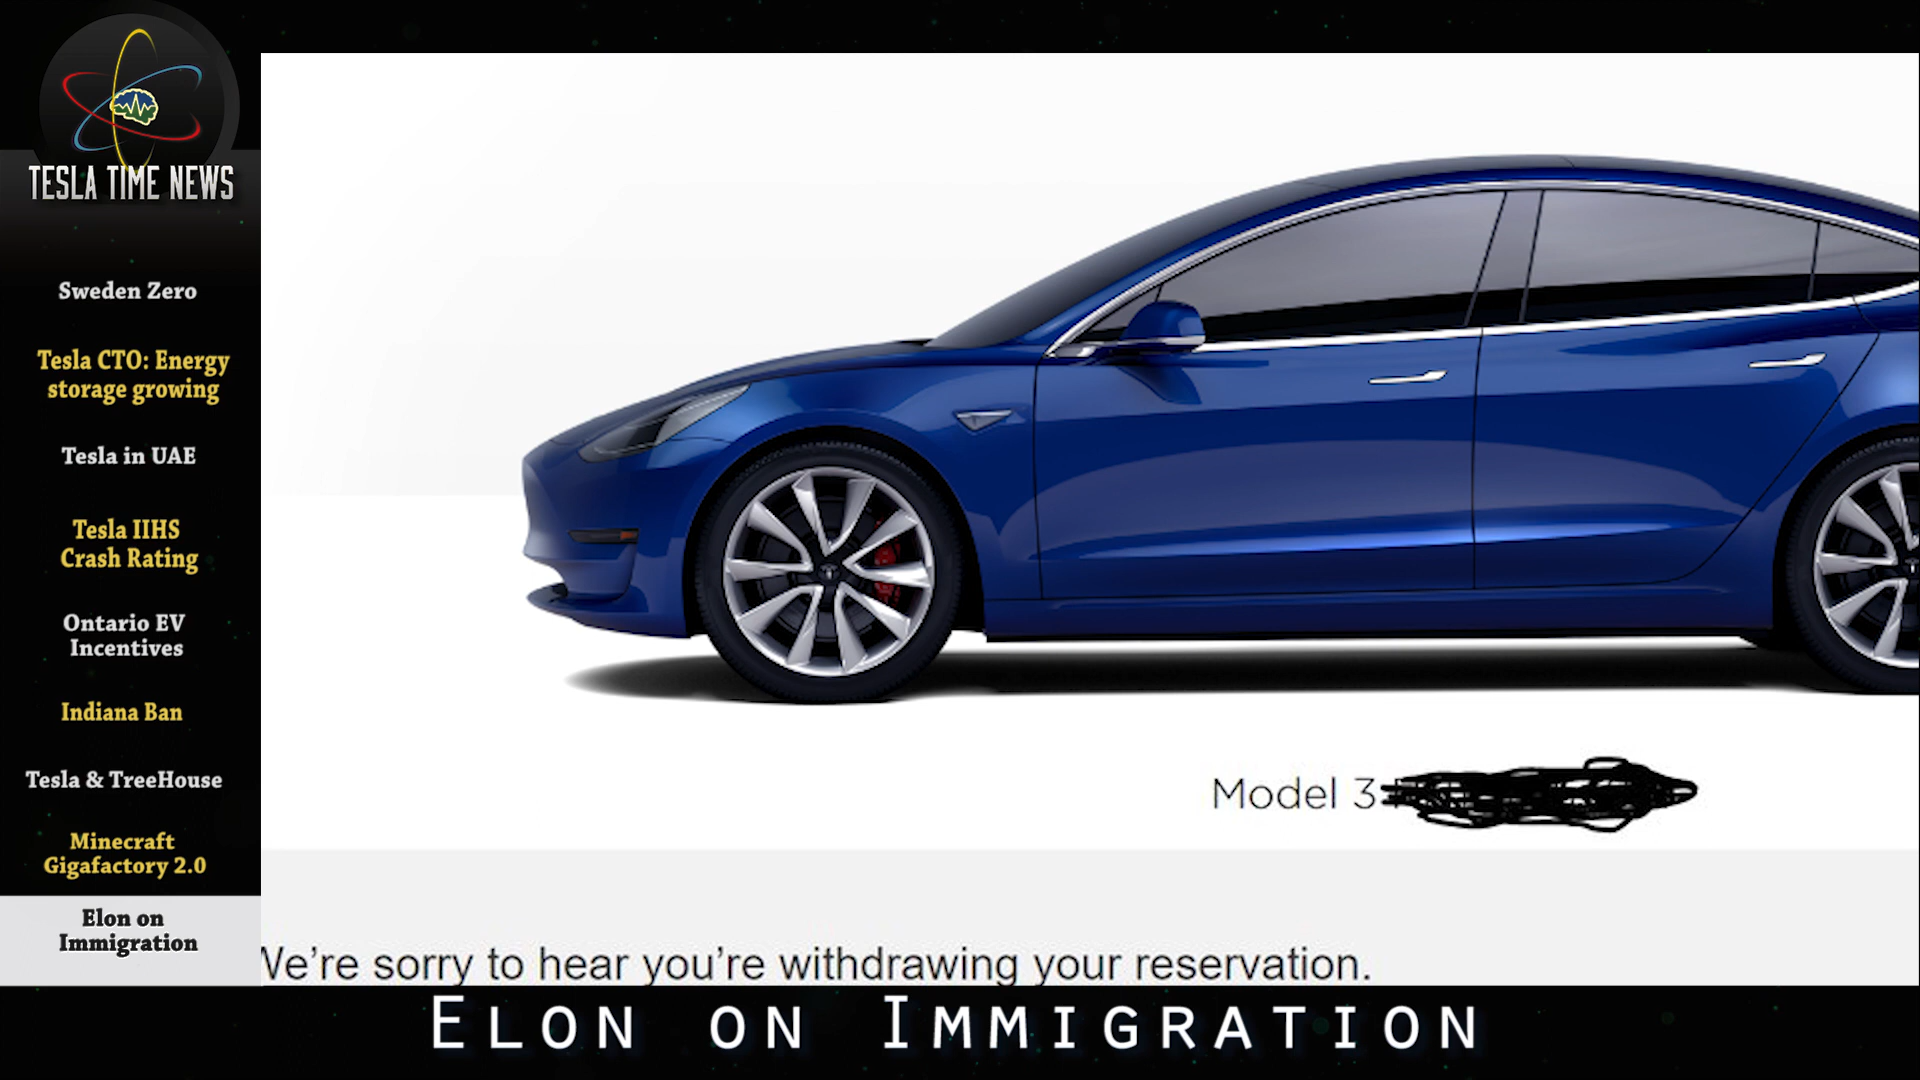 TESLA TIME NEWS
Sweden Zero
Tesla CTO: Energy
storage growing
Tesla in UAE
Tesla IIHS
Crash Rating
Ontario EV
Incentives
Indiana Ban
Tesla & TreeHouse
Minecraft
Gigafactory 2.0
Elon on
Immigration
Model 3
We’re sorry to hear you’re withdrawing your reservation.
ELON ON IMMIGRATION